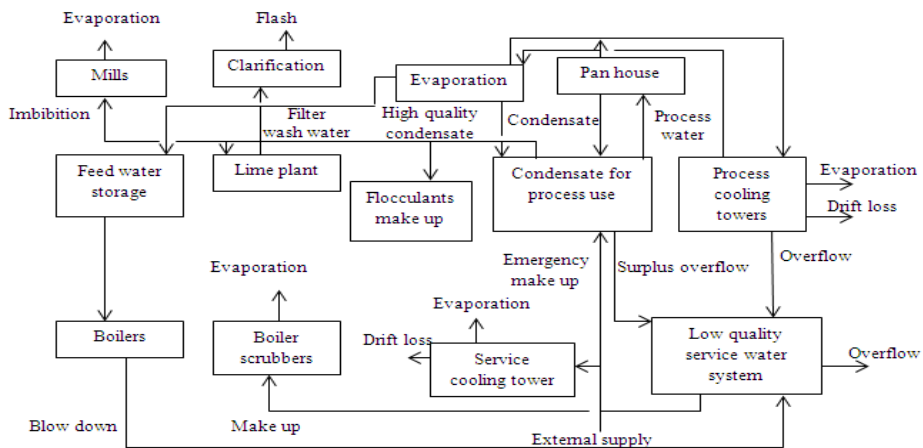 Evaporation
Flash
Mills
Clarification
Evaporation
Pan house
Imbibition
Filter
wash water
High quality
condensate
Condensate
Process
water
Feed water
storage
Lime plant
Flocculants
make up
Condensate for
process use
Process
cooling
towers
Evaporation
Drift loss
Evaporation
Emergency
make up
Surplus overflow
Overflow
Evaporation
Boilers
Boiler
scrubbers
Drift loss
Service
cooling tower
Low quality
service water
system
Overflow
Blow down
Make up
External supply